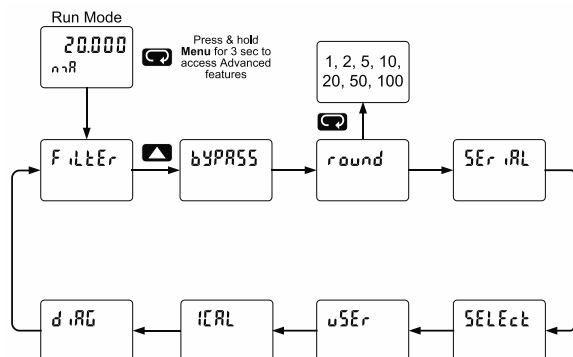 Run Mode
20.000
mA
Press & hold
Menu for 3 sec to
access Advanced
features
1, 2, 5, 10,
20, 50, 100
FiLtEr
bYPASS
round
SEriAL
diAG
ICAL
uSEr
SELEct